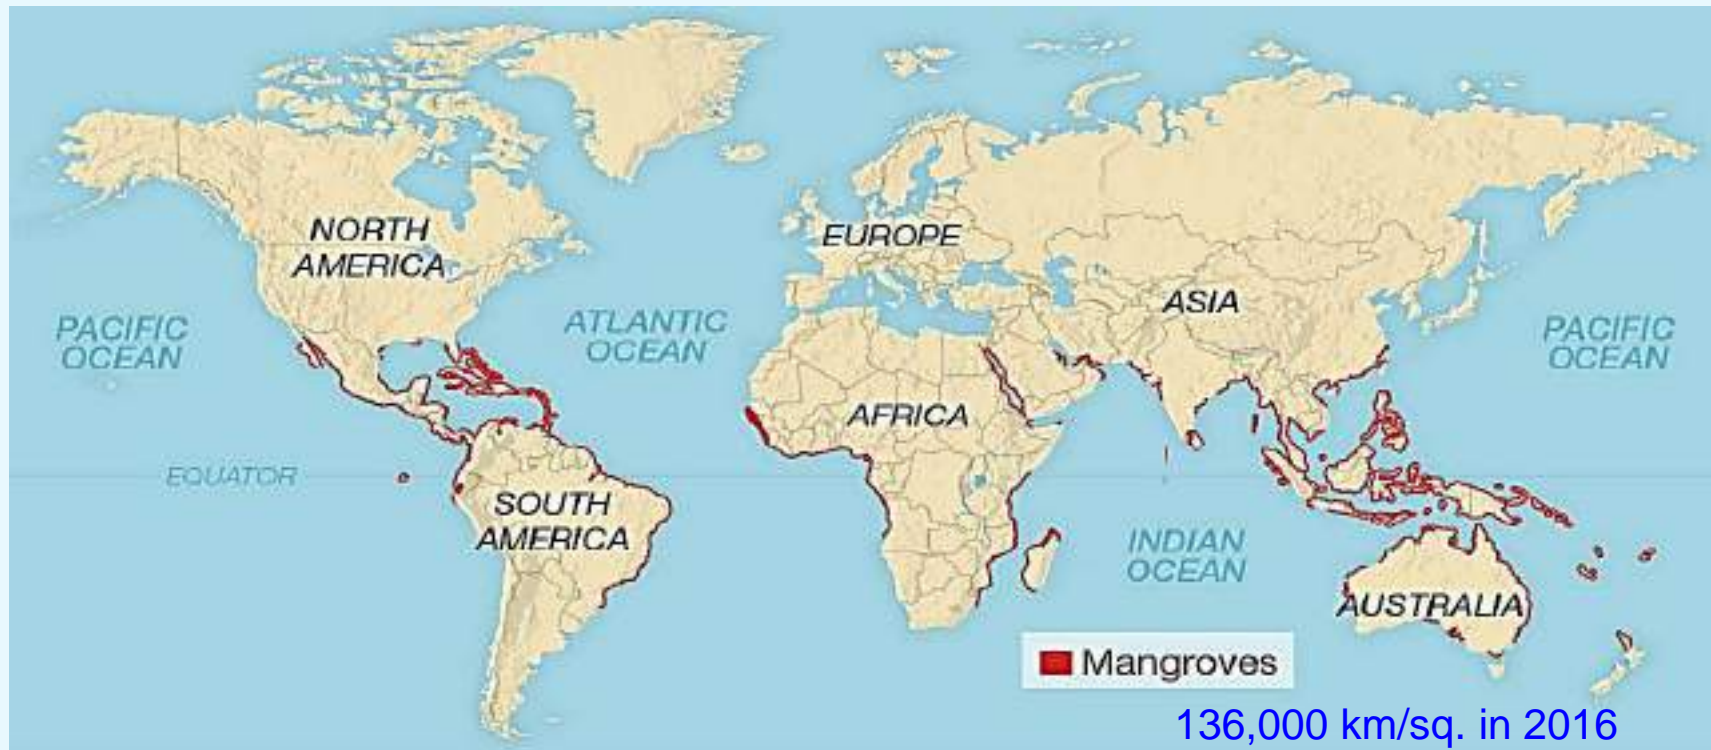 NORTH
AMERICA
EUROPE
ASIA
PACIFIC
OCEAN
ATLANTIC
OCEAN
PACIFIC
OCEAN
AFRICA
EQUATOR
SOUTH
AMERICA
INDIAN
OCEAN
AUSTRALIA
Mangroves
136,000 km/sq. in 2016